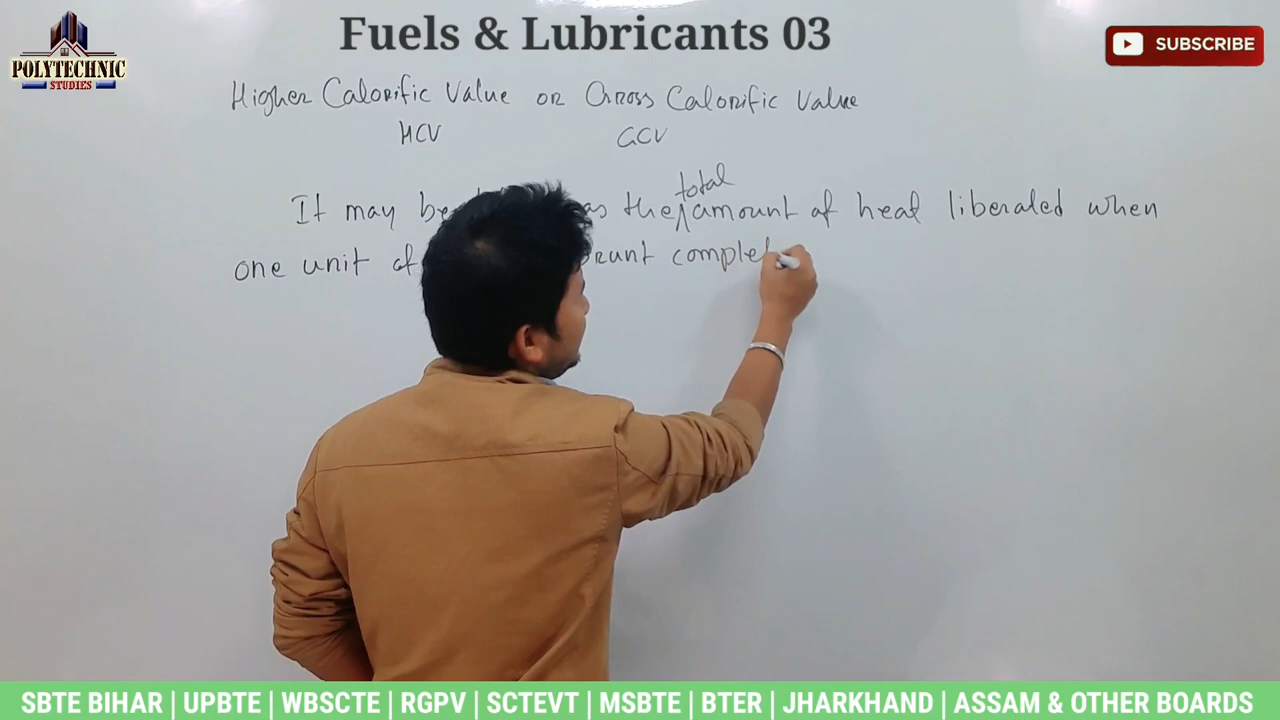 Fuels & Lubricants 03
POLYTECHNIC
STUDIES
SUBSCRIBE
Higher Calorific Value or Gross Calorific Value
HCV GCV
total
It may be as the amount of heat liberated when
one unit of burnt comple
SBTE BIHAR | UPBTE | WBSCTE | RGPV | SCTEVT | MSBTE | BTER | JHARKHAND | ASSAM & OTHER BOARDS